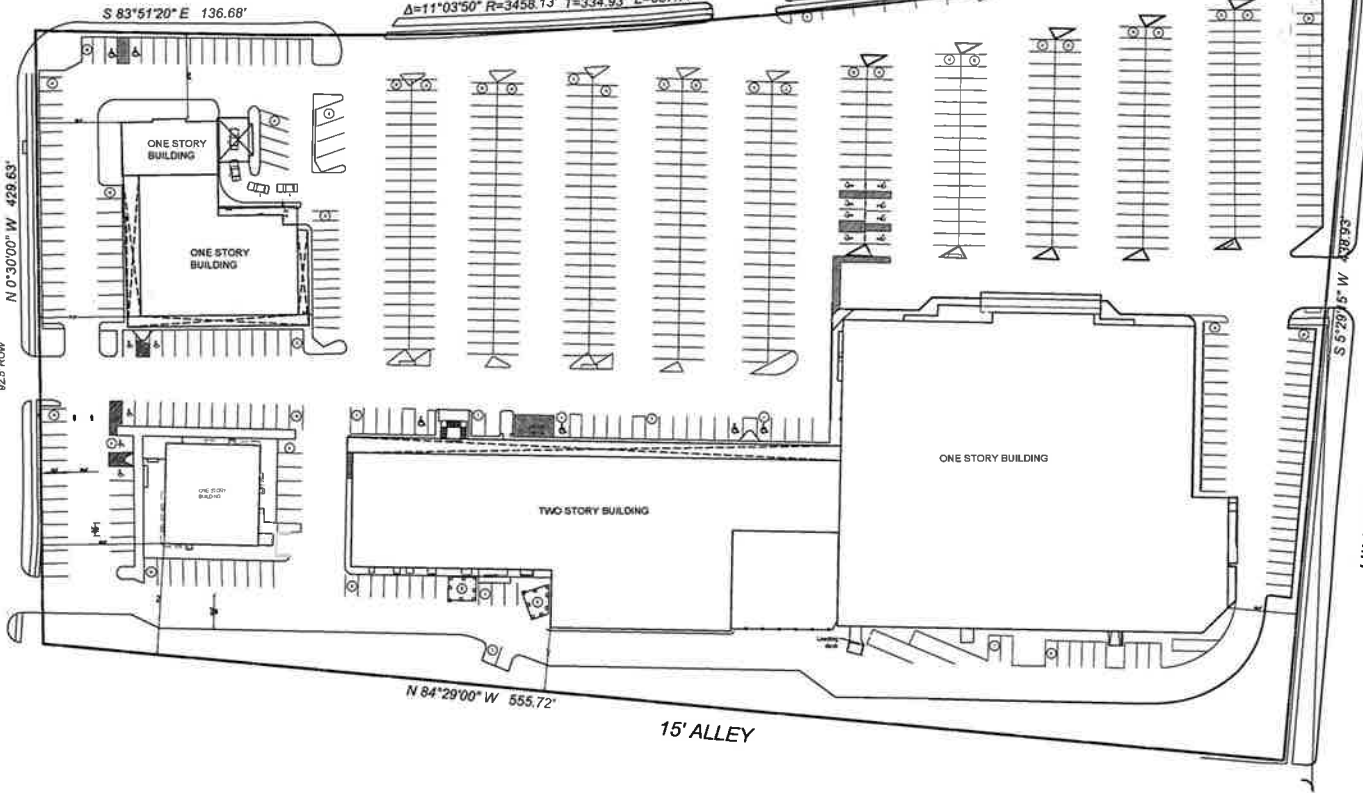 S 83°51'20" E 136.68'
Δ=11°03'50" R=3458.13' T=334.93'
ONE STORY
BUILDING
N 0°30'00" W 429.63'
ONE STORY
BUILDING
S 5°29'15" W 438.93'
ONE STORY
BUILDING
ONE STORY BUILDING
TWO STORY BUILDING
Loading
dock
N 84°29'00" W 555.72'
15' ALLEY